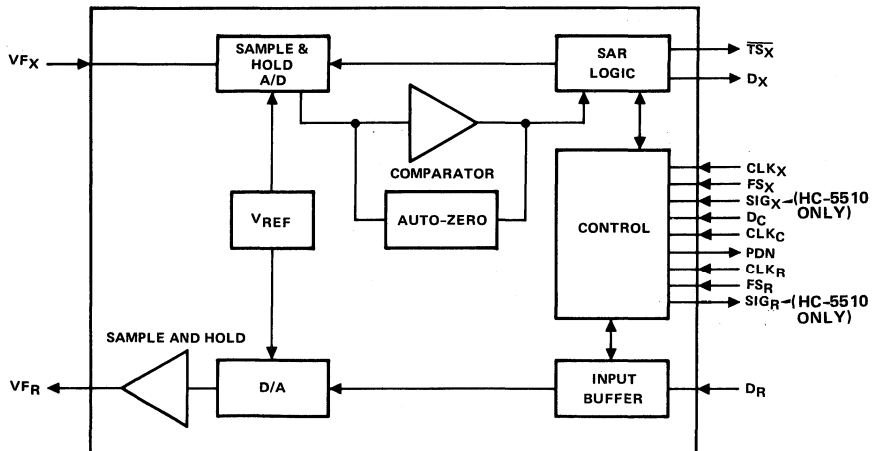 SAMPLE &
HOLD
A/D
SAR
LOGIC
TSX
VFX
DX
COMPARATOR
CLKX
FSX
SIGX (HC-5510
ONLY)
VREF
AUTO-ZERO
CONTROL
DC
CLKC
PDN
CLKR
FSR
SIGR (HC-5510
ONLY)
SAMPLE AND HOLD
VFR
D/A
INPUT
BUFFER
DR